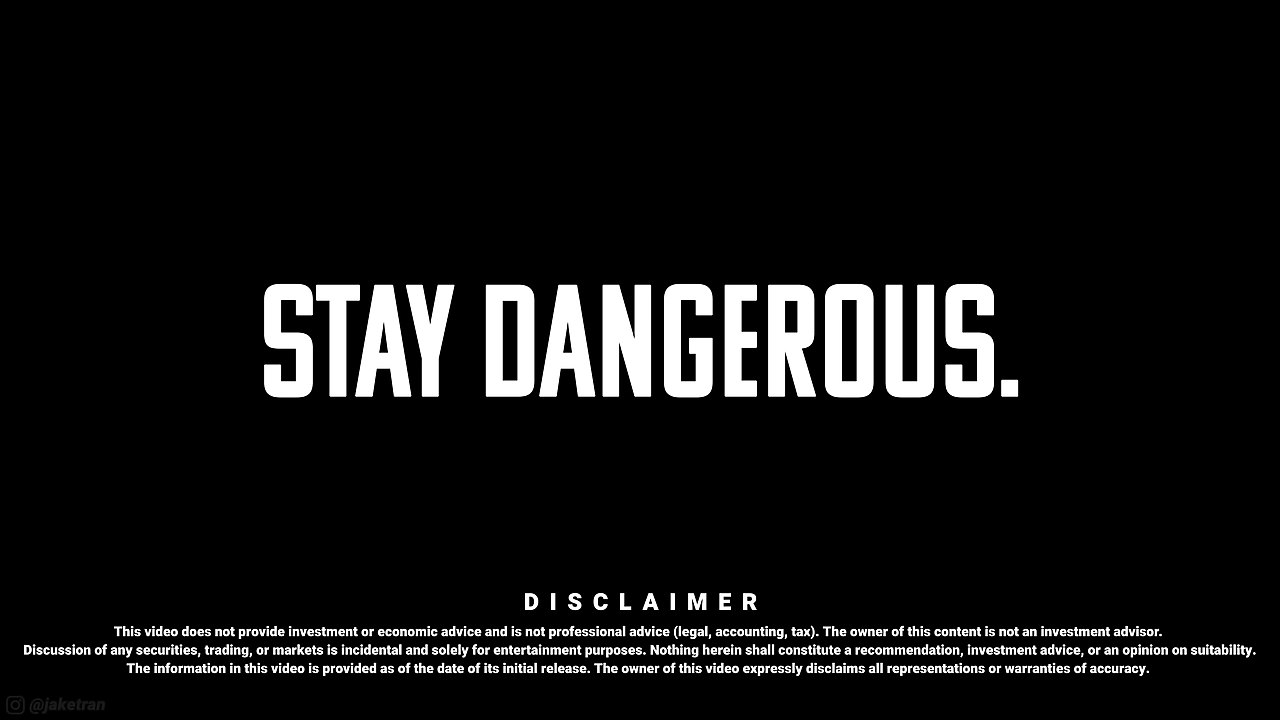 STAY DANGEROUS.
DISCLAIMER
This video does not provide investment or economic advice and is not professional advice (legal, accounting, tax). The owner of this content is not an investment advisor.
Discussion of any securities, trading, or markets is incidental and solely for entertainment purposes. Nothing herein shall constitute a recommendation, investment advice, or an opinion on suitability.
The information in this video is provided as of the date of its initial release. The owner of this video expressly disclaims all representations or warranties of accuracy.
@jaketran